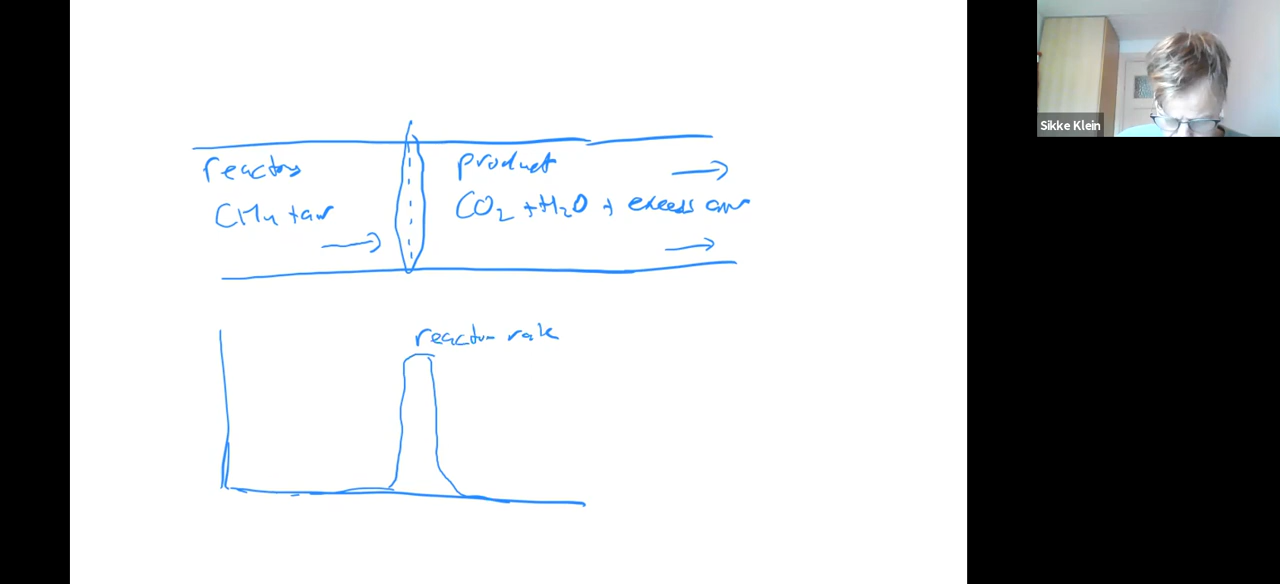 reactors
CH4 + air
product
CO2 + H2O + excess air
reaction rate
Sikke Klein